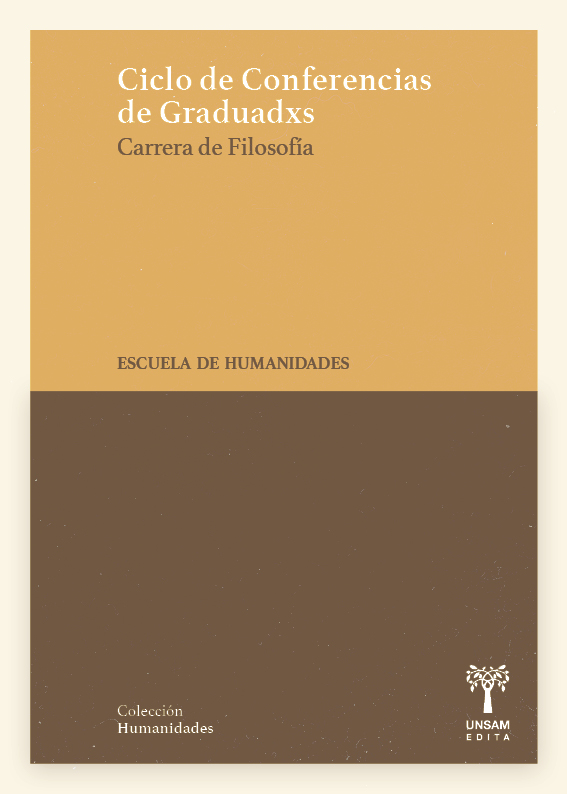 Ciclo de Conferencias
de Graduadxs
Carrera de Filosofía
ESCUELA DE HUMANIDADES
Colección
Humanidades
UNSAM
EDITA